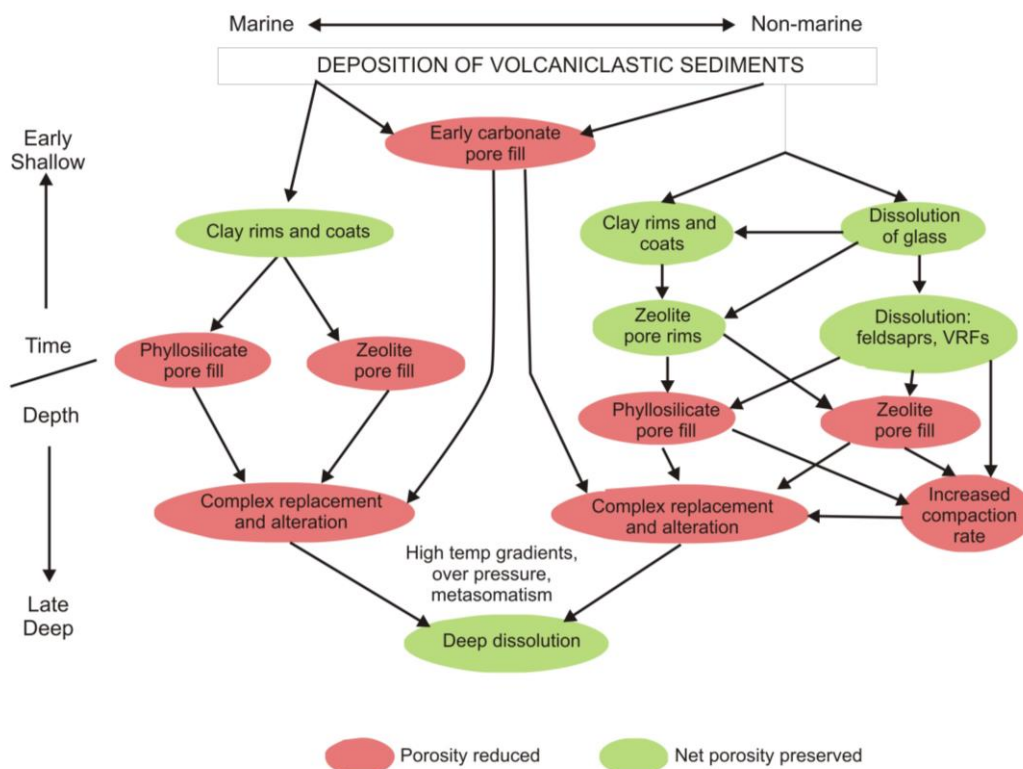 Marine
Non-marine
DEPOSITION OF VOLCANICLASTIC SEDIMENTS
Early
Shallow
Early carbonate
pore fill
Clay rims and coats
Clay rims and
coats
Dissolution
of glass
Time
Depth
Zeolite
pore rims
Dissolution:
feldsaprs, VRFs
Phyllosilicate
pore fill
Zeolite
pore fill
Phyllosilicate
pore fill
Zeolite
pore fill
Complex replacement
and alteration
Complex replacement
and alteration
Increased
compaction
rate
High temp gradients,
over pressure,
metasomatism
Late
Deep
Deep dissolution
Porosity reduced
Net porosity preserved